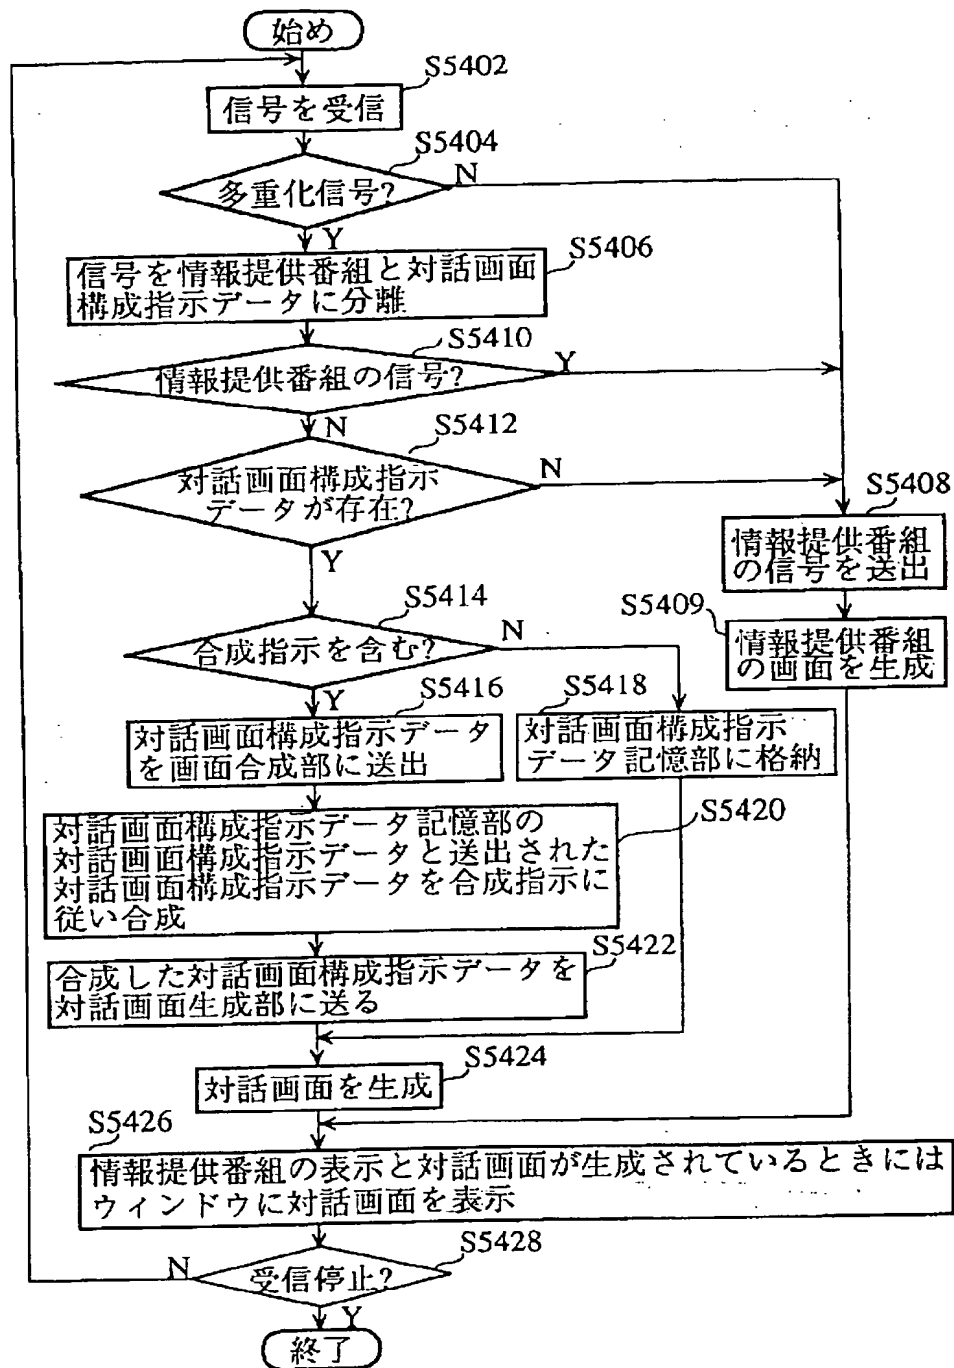 始め
S5402
信号を受信
S5404
多重化信号?
N
Y
S5406
信号を情報提供番組と対話画面
構成指示データに分離
S5410
情報提供番組の信号?
Y
N
S5412
対話画面構成指示
データが存在?
N
Y
S5408
情報提供番組
の信号を送出
S5409
情報提供番組
の画面を生成
S5414
合成指示を含む?
N
Y
S5416
対話画面構成指示データ
を画面合成部に送出
S5418
対話画面構成指示
データ記憶部に格納
S5420
対話画面構成指示データ記憶部の
対話画面構成指示データと送出された
対話画面構成指示データを合成指示に
従い合成
S5422
合成した対話画面構成指示データを
対話画面生成部に送る
S5424
対話画面を生成
S5426
情報提供番組の表示と対話画面が生成されているときには
ウィンドウに対話画面を表示
S5428
受信停止?
N
Y
終了